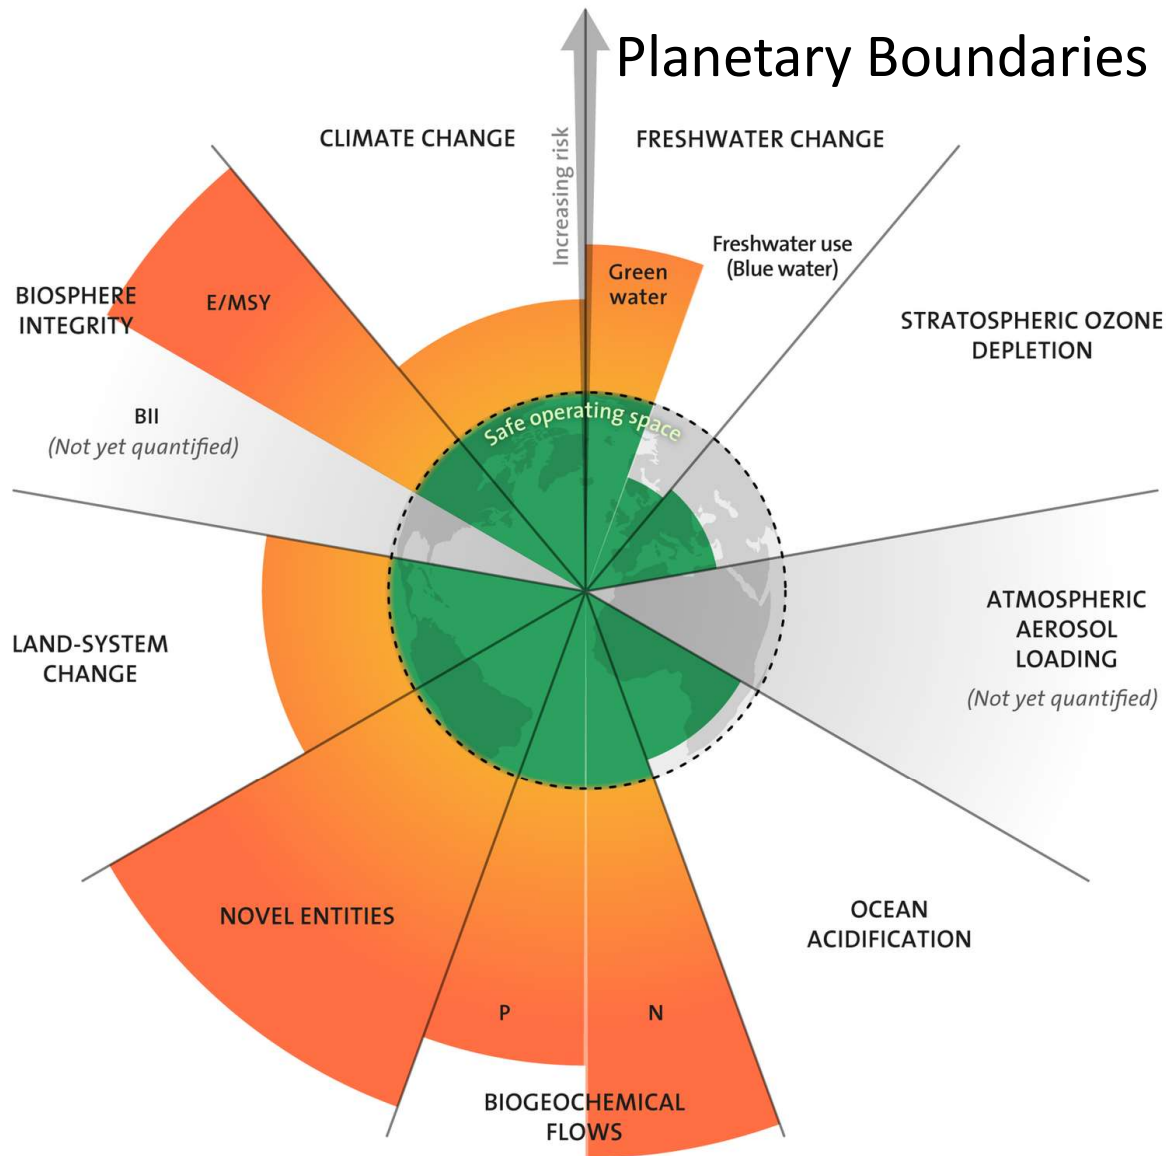 Planetary Boundaries
CLIMATE CHANGE
Increasing risk
FRESHWATER CHANGE
Green
water
Freshwater use
(Blue water)
STRATOSPHERIC OZONE
DEPLETION
BIOSPHERE
INTEGRITY
E/MSY
BII
(Not yet quantified)
Safe operating space
ATMOSPHERIC
AEROSOL
LOADING
(Not yet quantified)
LAND-SYSTEM
CHANGE
NOVEL ENTITIES
OCEAN
ACIDIFICATION
P
N
BIOGEOCHEMICAL
FLOWS